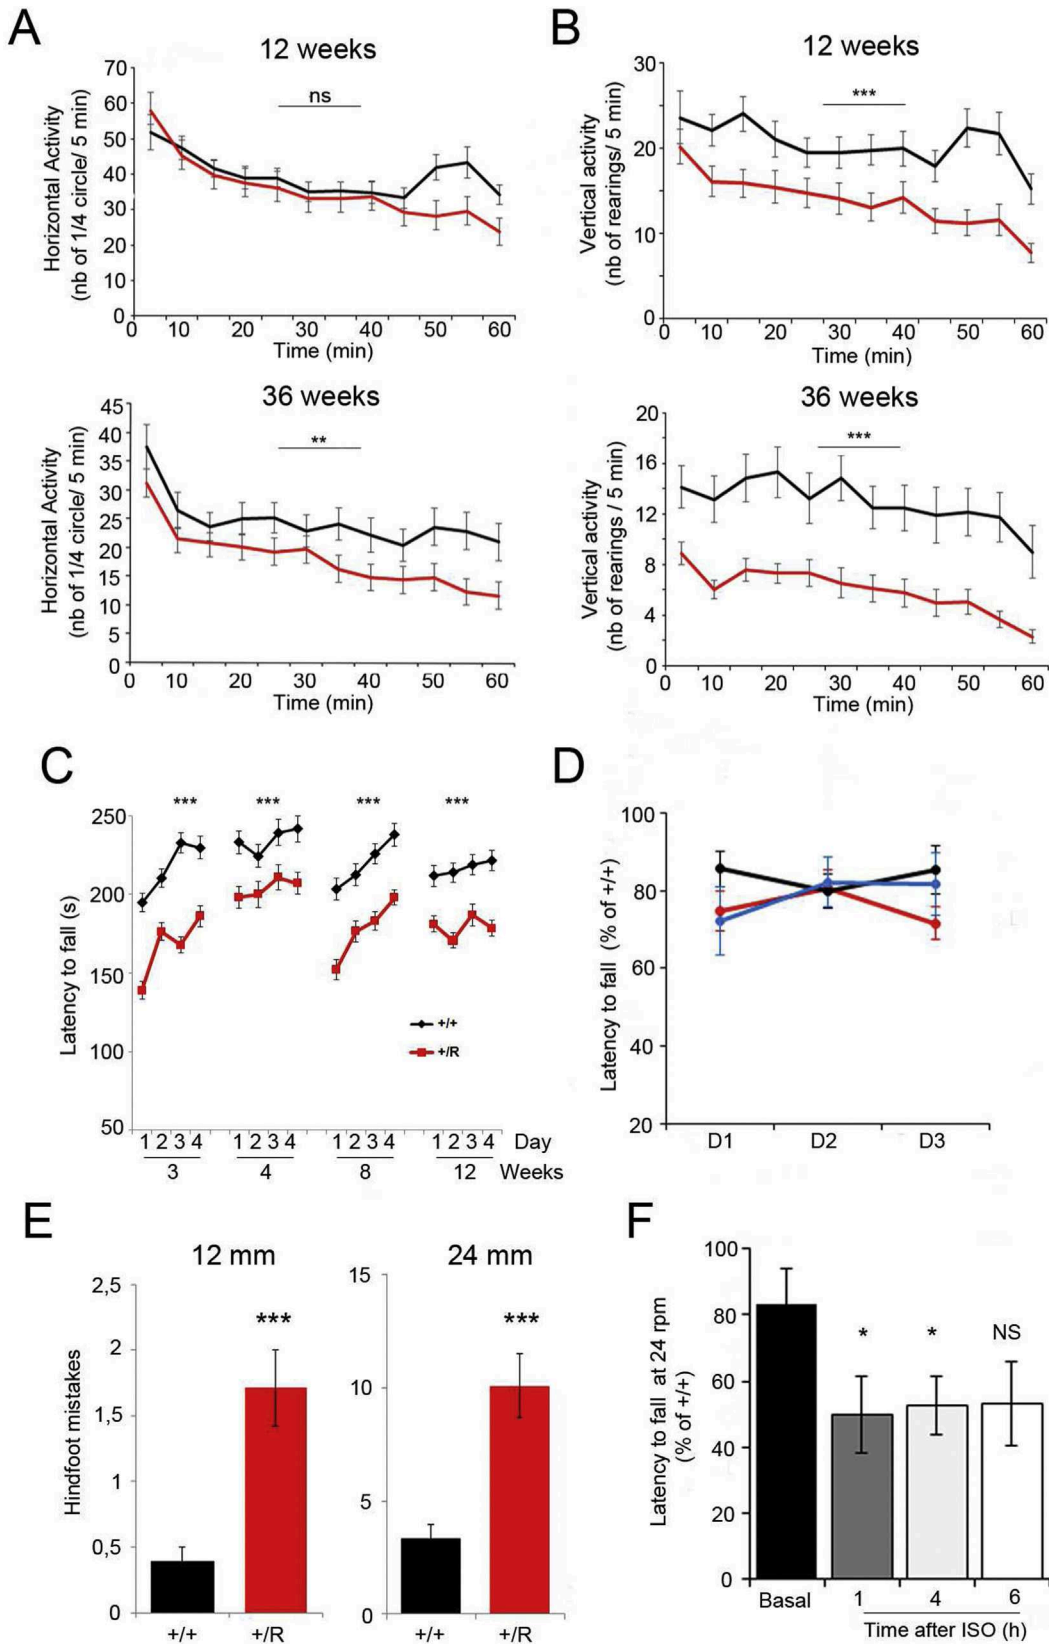 A
12 weeks
Horizontal Activity
(nb of 1/4 circle/ 5 min)
70
60
50
40
30
20
10
0
ns
0 10 20 30 40 50 60
Time (min)
36 weeks
Horizontal Activity
(nb of 1/4 circle/ 5 min)
45
40
35
30
25
20
15
10
5
0
**
0 10 20 30 40 50 60
Time (min)
B
12 weeks
Vertical activity
(nb of rearings/ 5 min)
30
20
10
0
***
0 10 20 30 40 50 60
Time (min)
36 weeks
Vertical activity
(nb of rearings / 5 min)
20
16
12
8
4
0
***
0 10 20 30 40 50 60
Time (min)
C
Latency to fall (s)
250
200
150
100
50
*** *** *** ***
+/+
+/R
1 2 3 4 1 2 3 4 1 2 3 4 1 2 3 4 Day
3 4 8 12 Weeks
D
Latency to fall (% of +/+)
100
80
60
40
20
D1 D2 D3
E
Hindfoot mistakes
12 mm
2,5
2
1,5
1
0,5
0
***
+/+ +/R
24 mm
15
10
5
0
***
+/+ +/R
F
Latency to fall at 24 rpm
(% of +/+)
100
80
60
40
20
0
* * NS
Basal 1 4 6
Time after ISO (h)